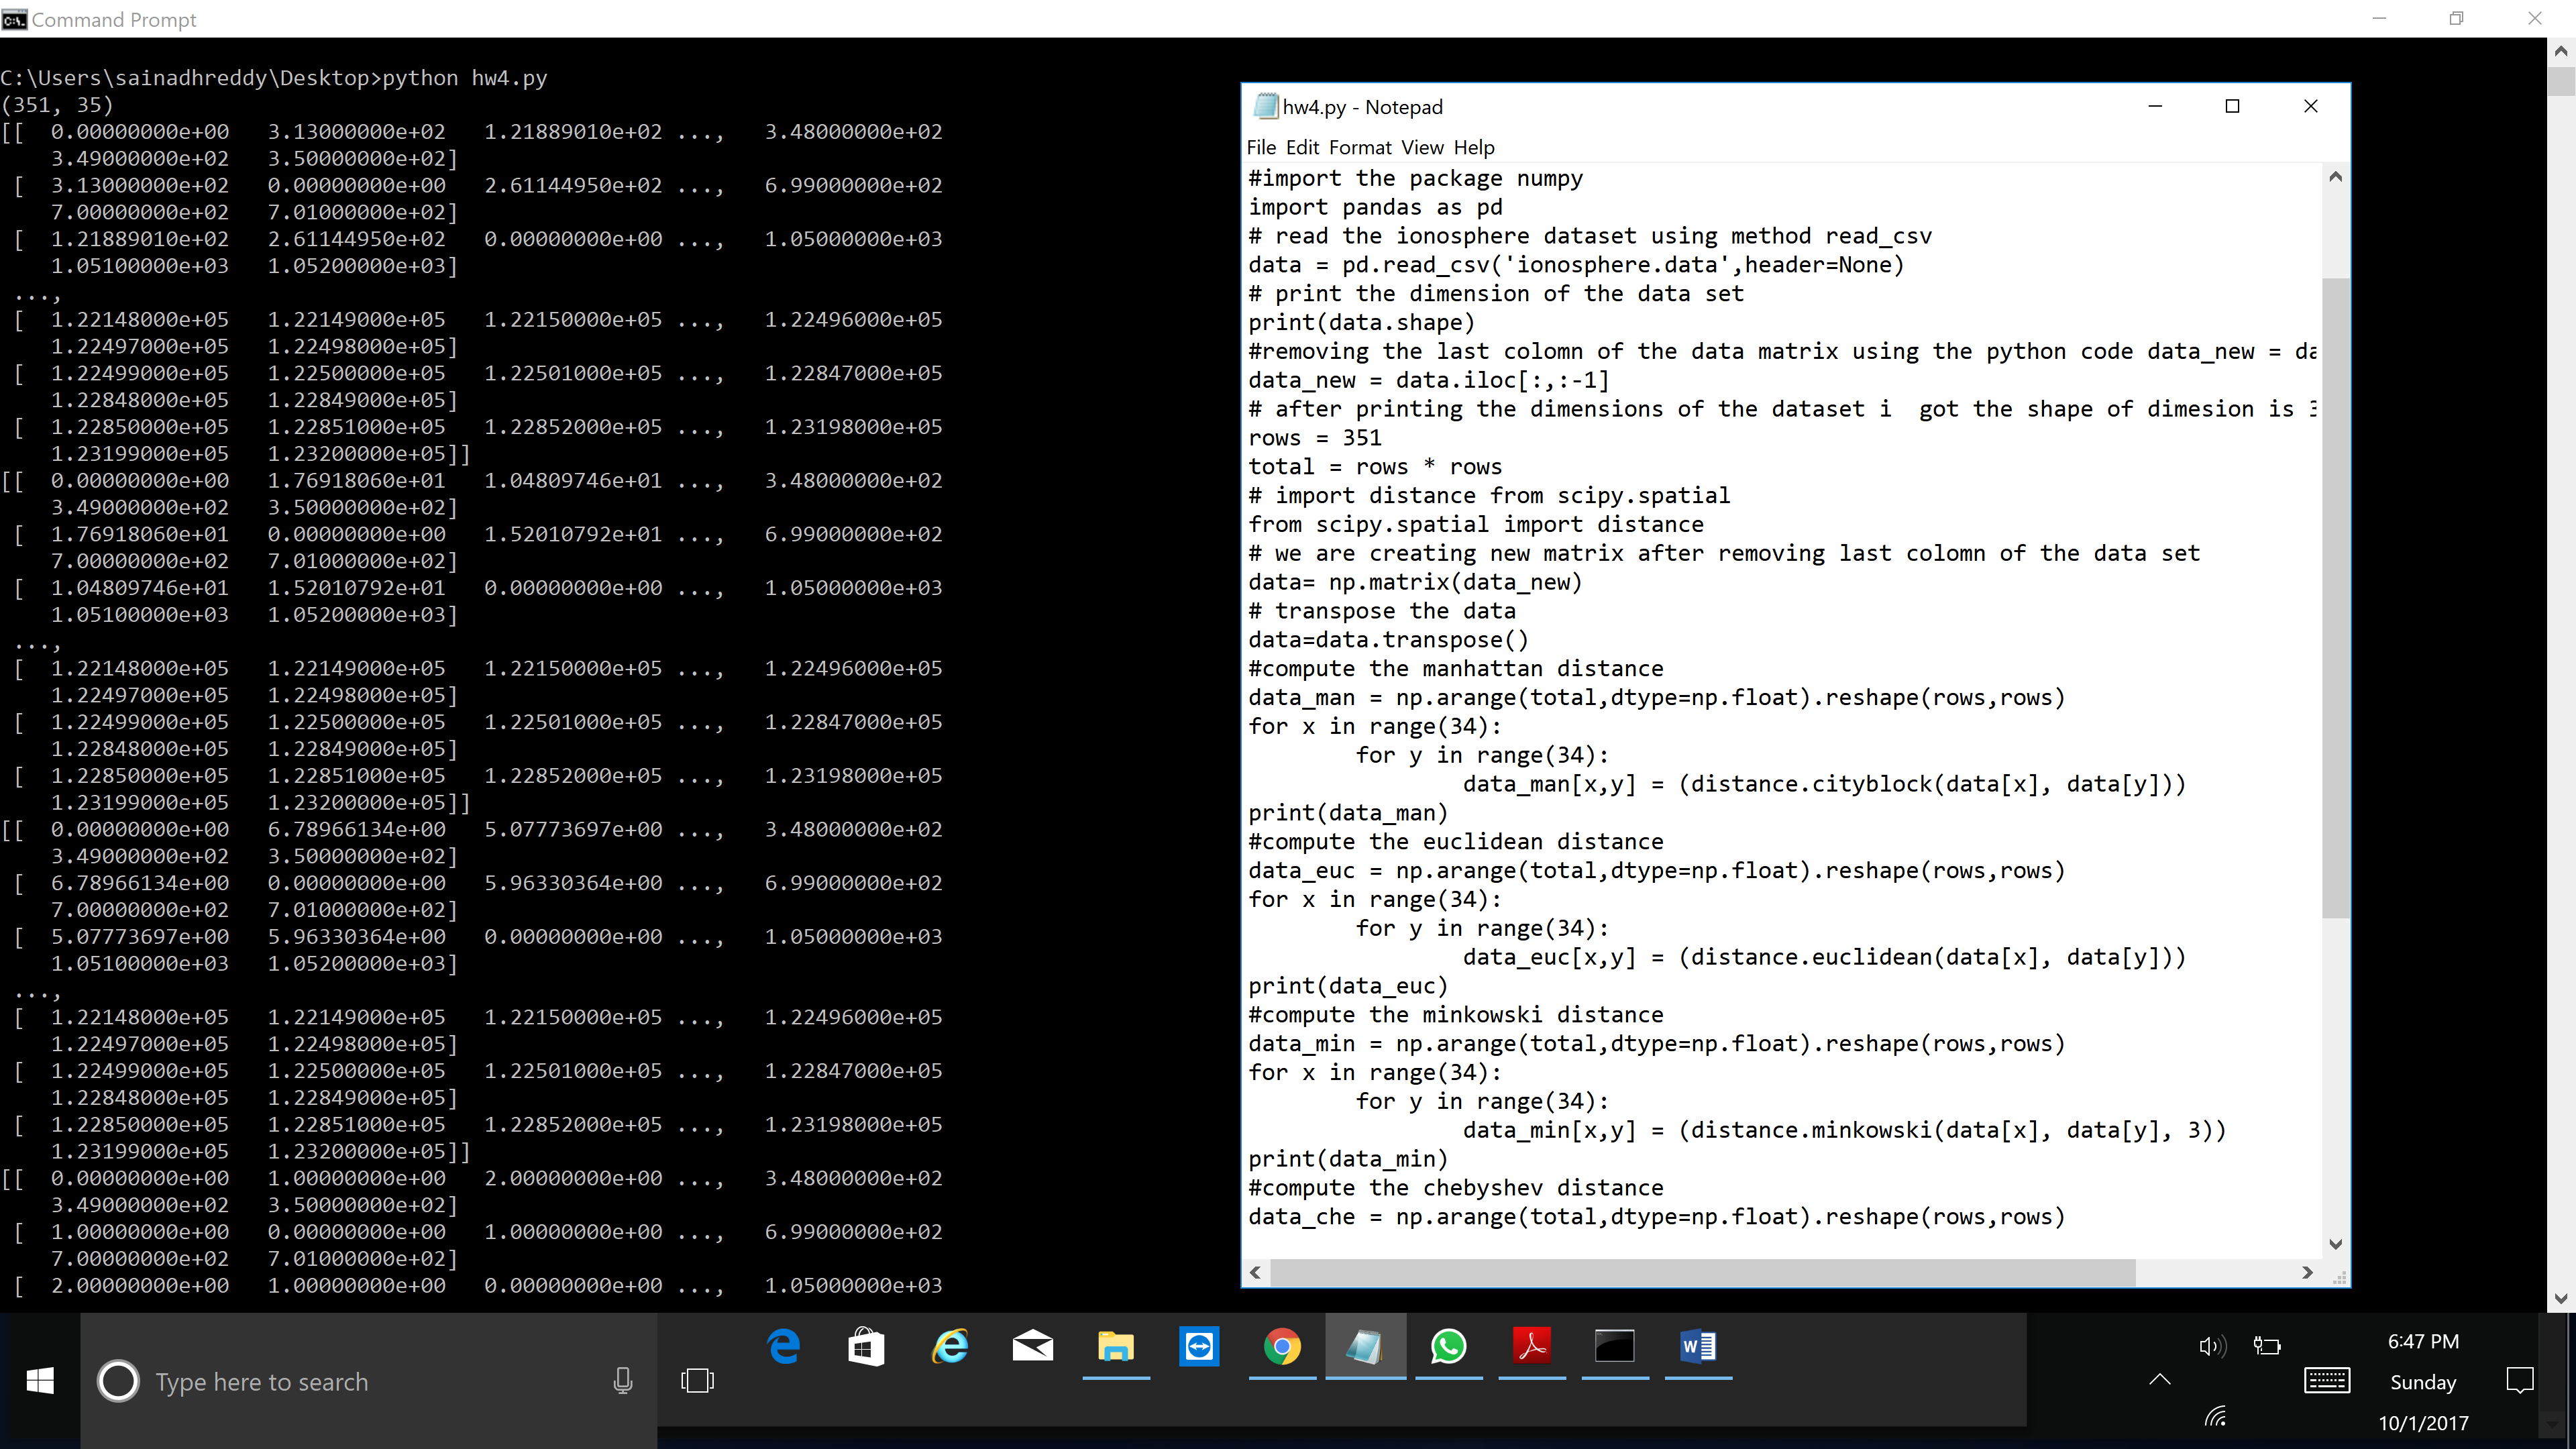 Command Prompt
C:\Users\sainadhreddy\Desktop>python hw4.py
(351, 35)
[[ 0.00000000e+00 3.13000000e+02 1.21889010e+02 ..., 3.48000000e+02
3.49000000e+02 3.50000000e+02]
[ 3.13000000e+02 0.00000000e+00 2.61144950e+02 ..., 6.99000000e+02
7.00000000e+02 7.01000000e+02]
[ 1.21889010e+02 2.61144950e+02 0.00000000e+00 ..., 1.05000000e+03
1.05100000e+03 1.05200000e+03]
...,
[ 1.22148000e+05 1.22149000e+05 1.22150000e+05 ..., 1.22496000e+05
1.22497000e+05 1.22498000e+05]
[ 1.22499000e+05 1.22500000e+05 1.22501000e+05 ..., 1.22847000e+05
1.22848000e+05 1.22849000e+05]
[ 1.22850000e+05 1.22851000e+05 1.22852000e+05 ..., 1.23198000e+05
1.23199000e+05 1.23200000e+05]]
[[ 0.00000000e+00 1.76918060e+01 1.04809746e+01 ..., 3.48000000e+02
3.49000000e+02 3.50000000e+02]
[ 1.76918060e+01 0.00000000e+00 1.52010792e+01 ..., 6.99000000e+02
7.00000000e+02 7.01000000e+02]
[ 1.04809746e+01 1.52010792e+01 0.00000000e+00 ..., 1.05000000e+03
1.05100000e+03 1.05200000e+03]
...,
[ 1.22148000e+05 1.22149000e+05 1.22150000e+05 ..., 1.22496000e+05
1.22497000e+05 1.22498000e+05]
[ 1.22499000e+05 1.22500000e+05 1.22501000e+05 ..., 1.22847000e+05
1.22848000e+05 1.22849000e+05]
[ 1.22850000e+05 1.22851000e+05 1.22852000e+05 ..., 1.23198000e+05
1.23199000e+05 1.23200000e+05]]
[[ 0.00000000e+00 6.78966134e+00 5.07773697e+00 ..., 3.48000000e+02
3.49000000e+02 3.50000000e+02]
[ 6.78966134e+00 0.00000000e+00 5.96330364e+00 ..., 6.99000000e+02
7.00000000e+02 7.01000000e+02]
[ 5.07773697e+00 5.96330364e+00 0.00000000e+00 ..., 1.05000000e+03
1.05100000e+03 1.05200000e+03]
...,
[ 1.22148000e+05 1.22149000e+05 1.22150000e+05 ..., 1.22496000e+05
1.22497000e+05 1.22498000e+05]
[ 1.22499000e+05 1.22500000e+05 1.22501000e+05 ..., 1.22847000e+05
1.22848000e+05 1.22849000e+05]
[ 1.22850000e+05 1.22851000e+05 1.22852000e+05 ..., 1.23198000e+05
1.23199000e+05 1.23200000e+05]]
[[ 0.00000000e+00 1.00000000e+00 2.00000000e+00 ..., 3.48000000e+02
3.49000000e+02 3.50000000e+02]
[ 1.00000000e+00 0.00000000e+00 1.00000000e+00 ..., 6.99000000e+02
7.00000000e+02 7.01000000e+02]
[ 2.00000000e+00 1.00000000e+00 0.00000000e+00 ..., 1.05000000e+03
hw4.py - Notepad
File Edit Format View Help
#import the package numpy
import pandas as pd
# read the ionosphere dataset using method read_csv
data = pd.read_csv('ionosphere.data',header=None)
# print the dimension of the data set
print(data.shape)
#removing the last colomn of the data matrix using the python code data_new = da
data_new = data.iloc[:,:-1]
# after printing the dimensions of the dataset i  got the shape of dimesion is 3
rows = 351
total = rows * rows
# import distance from scipy.spatial
from scipy.spatial import distance
# we are creating new matrix after removing last colomn of the data set
data= np.matrix(data_new)
# transpose the data
data=data.transpose()
#compute the manhattan distance
data_man = np.arange(total,dtype=np.float).reshape(rows,rows)
for x in range(34):
for y in range(34):
data_man[x,y] = (distance.cityblock(data[x], data[y]))
print(data_man)
#compute the euclidean distance
data_euc = np.arange(total,dtype=np.float).reshape(rows,rows)
for x in range(34):
for y in range(34):
data_euc[x,y] = (distance.euclidean(data[x], data[y]))
print(data_euc)
#compute the minkowski distance
data_min = np.arange(total,dtype=np.float).reshape(rows,rows)
for x in range(34):
for y in range(34):
data_min[x,y] = (distance.minkowski(data[x], data[y], 3))
print(data_min)
#compute the chebyshev distance
data_che = np.arange(total,dtype=np.float).reshape(rows,rows)
Type here to search
6:47 PM
Sunday
10/1/2017